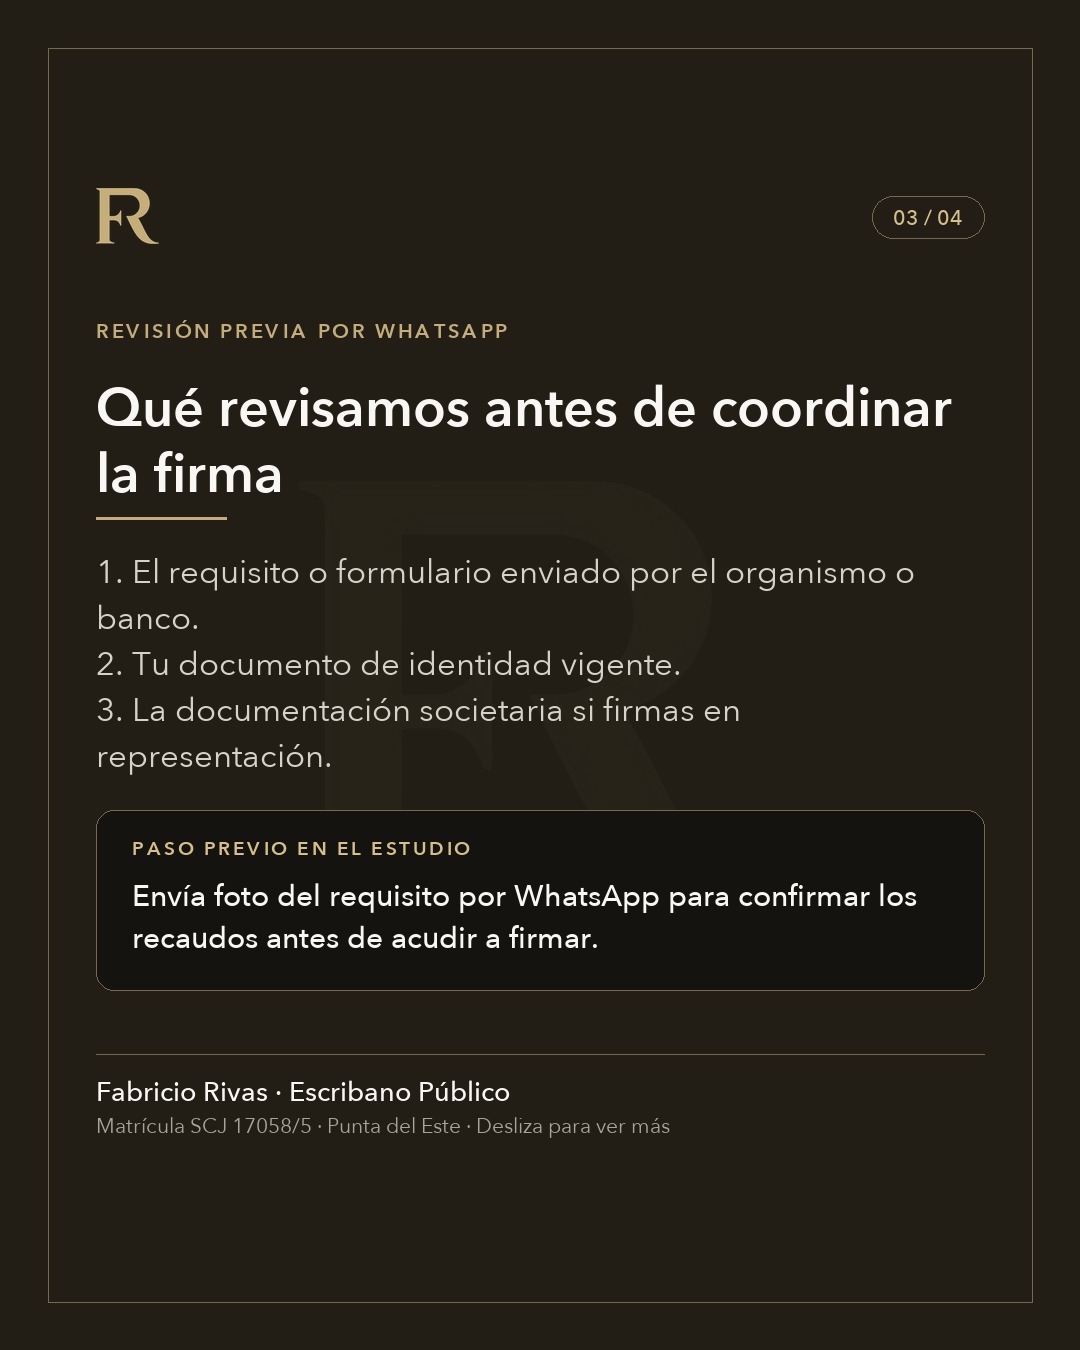 FR
03 / 04
REVISIÓN PREVIA POR WHATSAPP
Qué revisamos antes de coordinar
la firma
1. El requisito o formulario enviado por el organismo o
banco.
2. Tu documento de identidad vigente.
3. La documentación societaria si firmas en
representación.
PASO PREVIO EN EL ESTUDIO
Envía foto del requisito por WhatsApp para confirmar los
recaudos antes de acudir a firmar.
Fabricio Rivas · Escribano Público
Matrícula SCJ 17058/5 · Punta del Este · Desliza para ver más